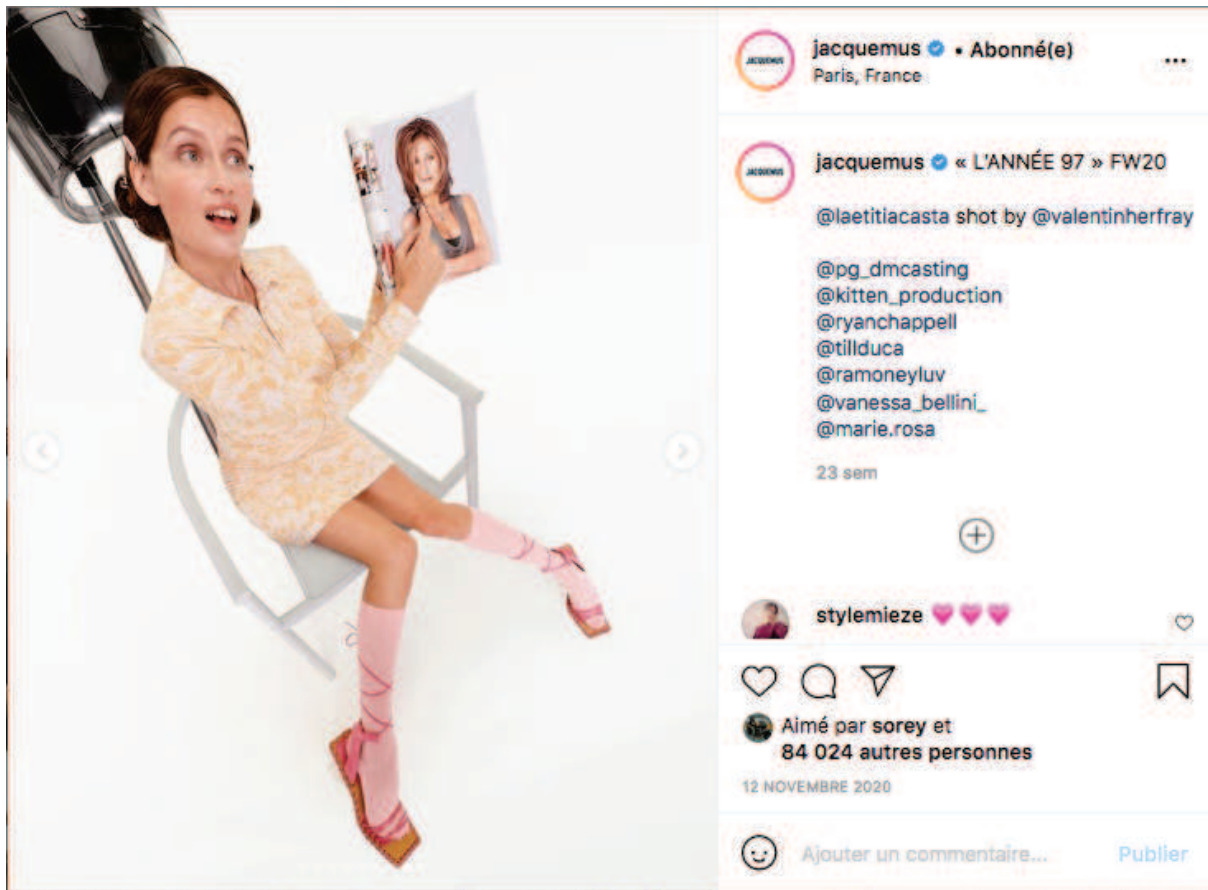 jacquemus • Abonné(e)
Paris, France
JACQUEMUS
jacquemus « L'ANNÉE 97 » FW20
JACQUEMUS
@laetitiacasta shot by @valentinherfray
@pg_dmcasting
@kitten_production
@ryanchappell
@tillduca
@ramoneyluv
@vanessa_bellini_
@marie.rosa
23 sem
stylemieze
Aimé par sorey et
84 024 autres personnes
12 NOVEMBRE 2020
Ajouter un commentaire... Publier